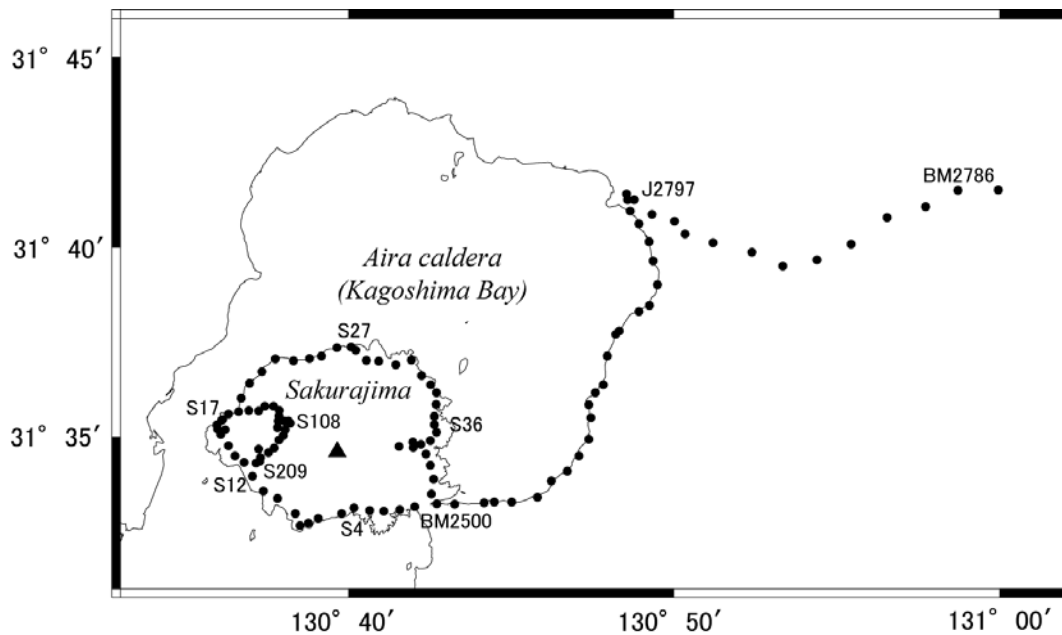 31° 45′
J2797
BM2786
31° 40′
Aira caldera
(Kagoshima Bay)
S27
Sakurajima
S17
S108
S36
31° 35′
S209
S12
S4
BM2500
130° 40′
130° 50′
131° 00′